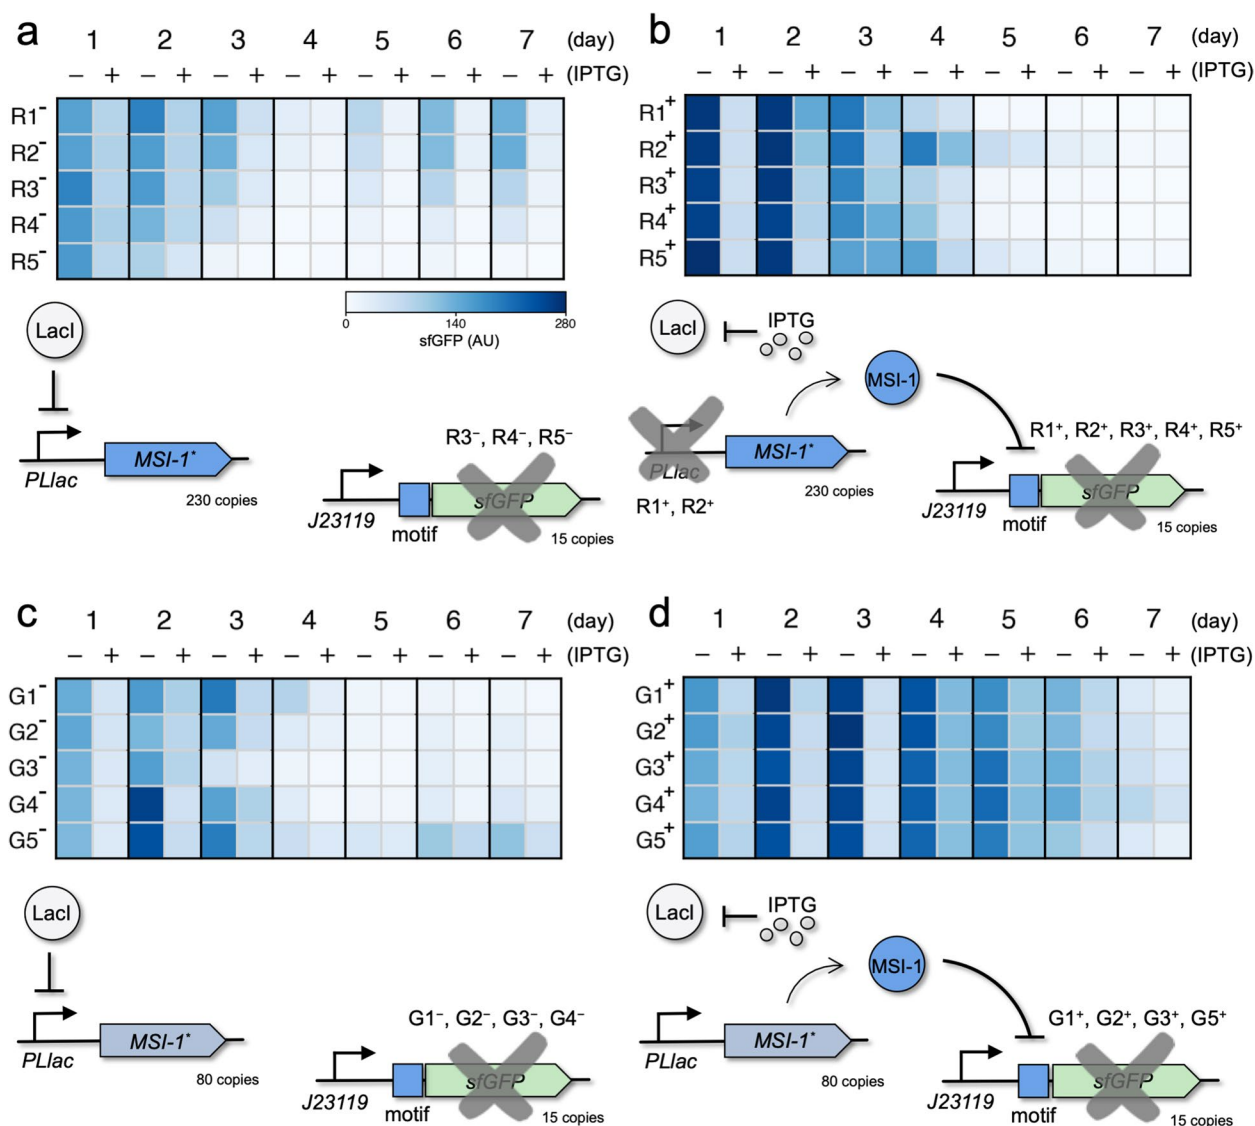 a
1 2 3 4 5 6 7 (day)
− + − + − + − + − + − + − + (IPTG)
R1⁻
R2⁻
R3⁻
R4⁻
R5⁻
0 140 280
sfGFP (AU)
LacI
PLlac
MSI-1*
230 copies
R3⁻, R4⁻, R5⁻
J23119
motif
sfGFP
15 copies
b
1 2 3 4 5 6 7 (day)
− + − + − + − + − + − + − + (IPTG)
R1⁺
R2⁺
R3⁺
R4⁺
R5⁺
LacI
IPTG
MSI-1
PLlac
MSI-1*
230 copies
R1⁺, R2⁺
R1⁺, R2⁺, R3⁺, R4⁺, R5⁺
J23119
motif
sfGFP
15 copies
c
1 2 3 4 5 6 7 (day)
− + − + − + − + − + − + − + (IPTG)
G1⁻
G2⁻
G3⁻
G4⁻
G5⁻
LacI
PLlac
MSI-1*
80 copies
G1⁻, G2⁻, G3⁻, G4⁻
J23119
motif
sfGFP
15 copies
d
1 2 3 4 5 6 7 (day)
− + − + − + − + − + − + − + (IPTG)
G1⁺
G2⁺
G3⁺
G4⁺
G5⁺
LacI
IPTG
MSI-1
PLlac
MSI-1*
80 copies
G1⁺, G2⁺, G3⁺, G5⁺
J23119
motif
sfGFP
15 copies